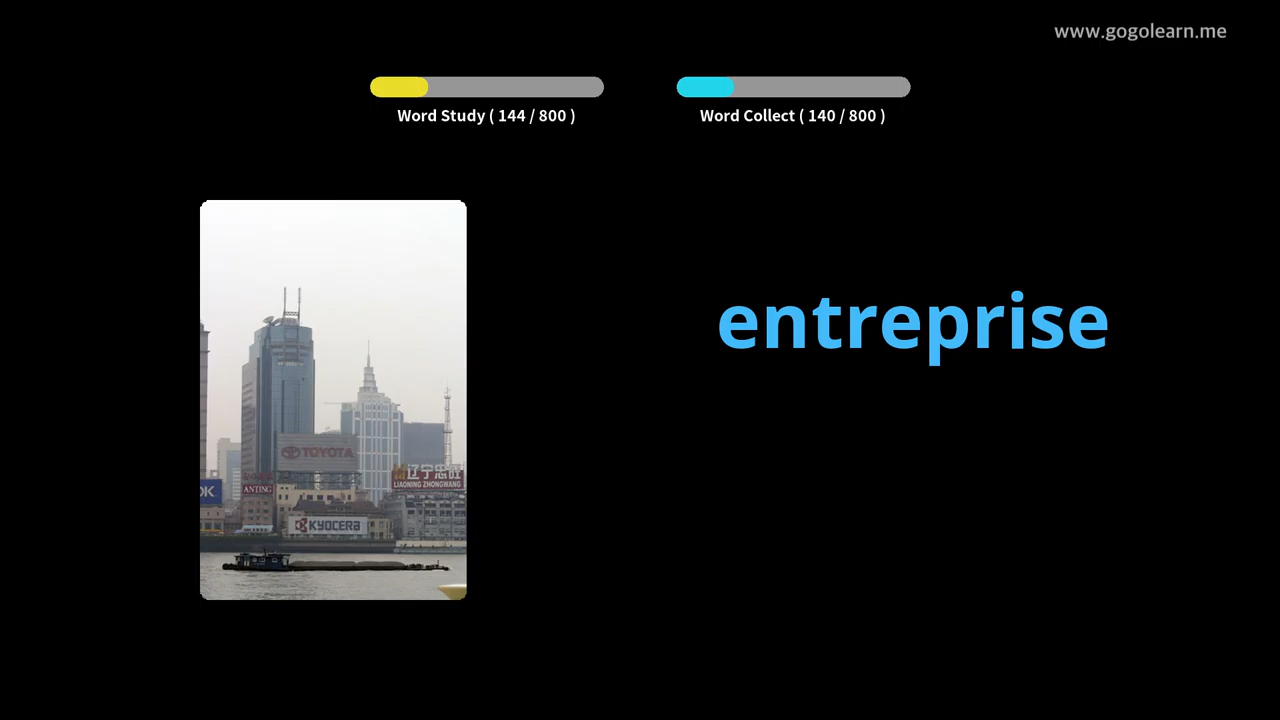 www.gogolearn.me
Word Study ( 144 / 800 )
Word Collect ( 140 / 800 )
entreprise
TOYOTA
辽宁忠旺
LIAONING ZHONGWANG
OK
ANTING
KYOCERA